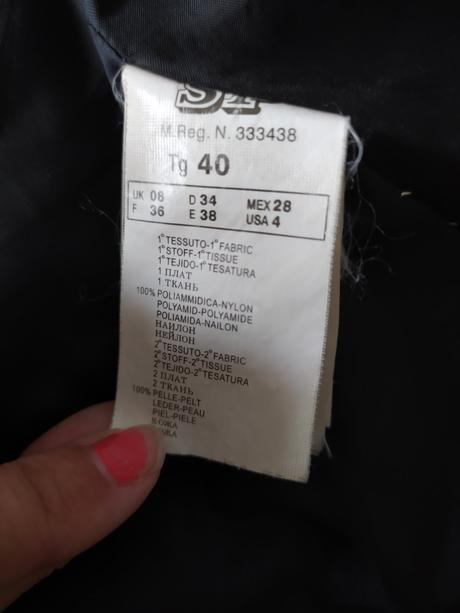 M.Reg. N. 333438
Tg 40
UK 08 D 34 MEX 28
F 36 E 38 USA 4
1° TESSUTO-1° FABRIC
1° STOFF-1° TISSUE
1° TEJIDO-1° TESATURA
1 ПЛАТ
1 ТКАНЬ
100% POLIAMMIDICA-NYLON
POLYAMID-POLYAMIDE
POLIAMIDA-NAILON
НАИЛОН
НЕЙЛОН
2° TESSUTO-2° FABRIC
2° STOFF-2° TISSUE
2° TEJIDO-2° TESATURA
2 ПЛАТ
2 ТКАНЬ
100% PELLE-PELT
LEDER-PEAU
PIEL-PIELE
КОЖА